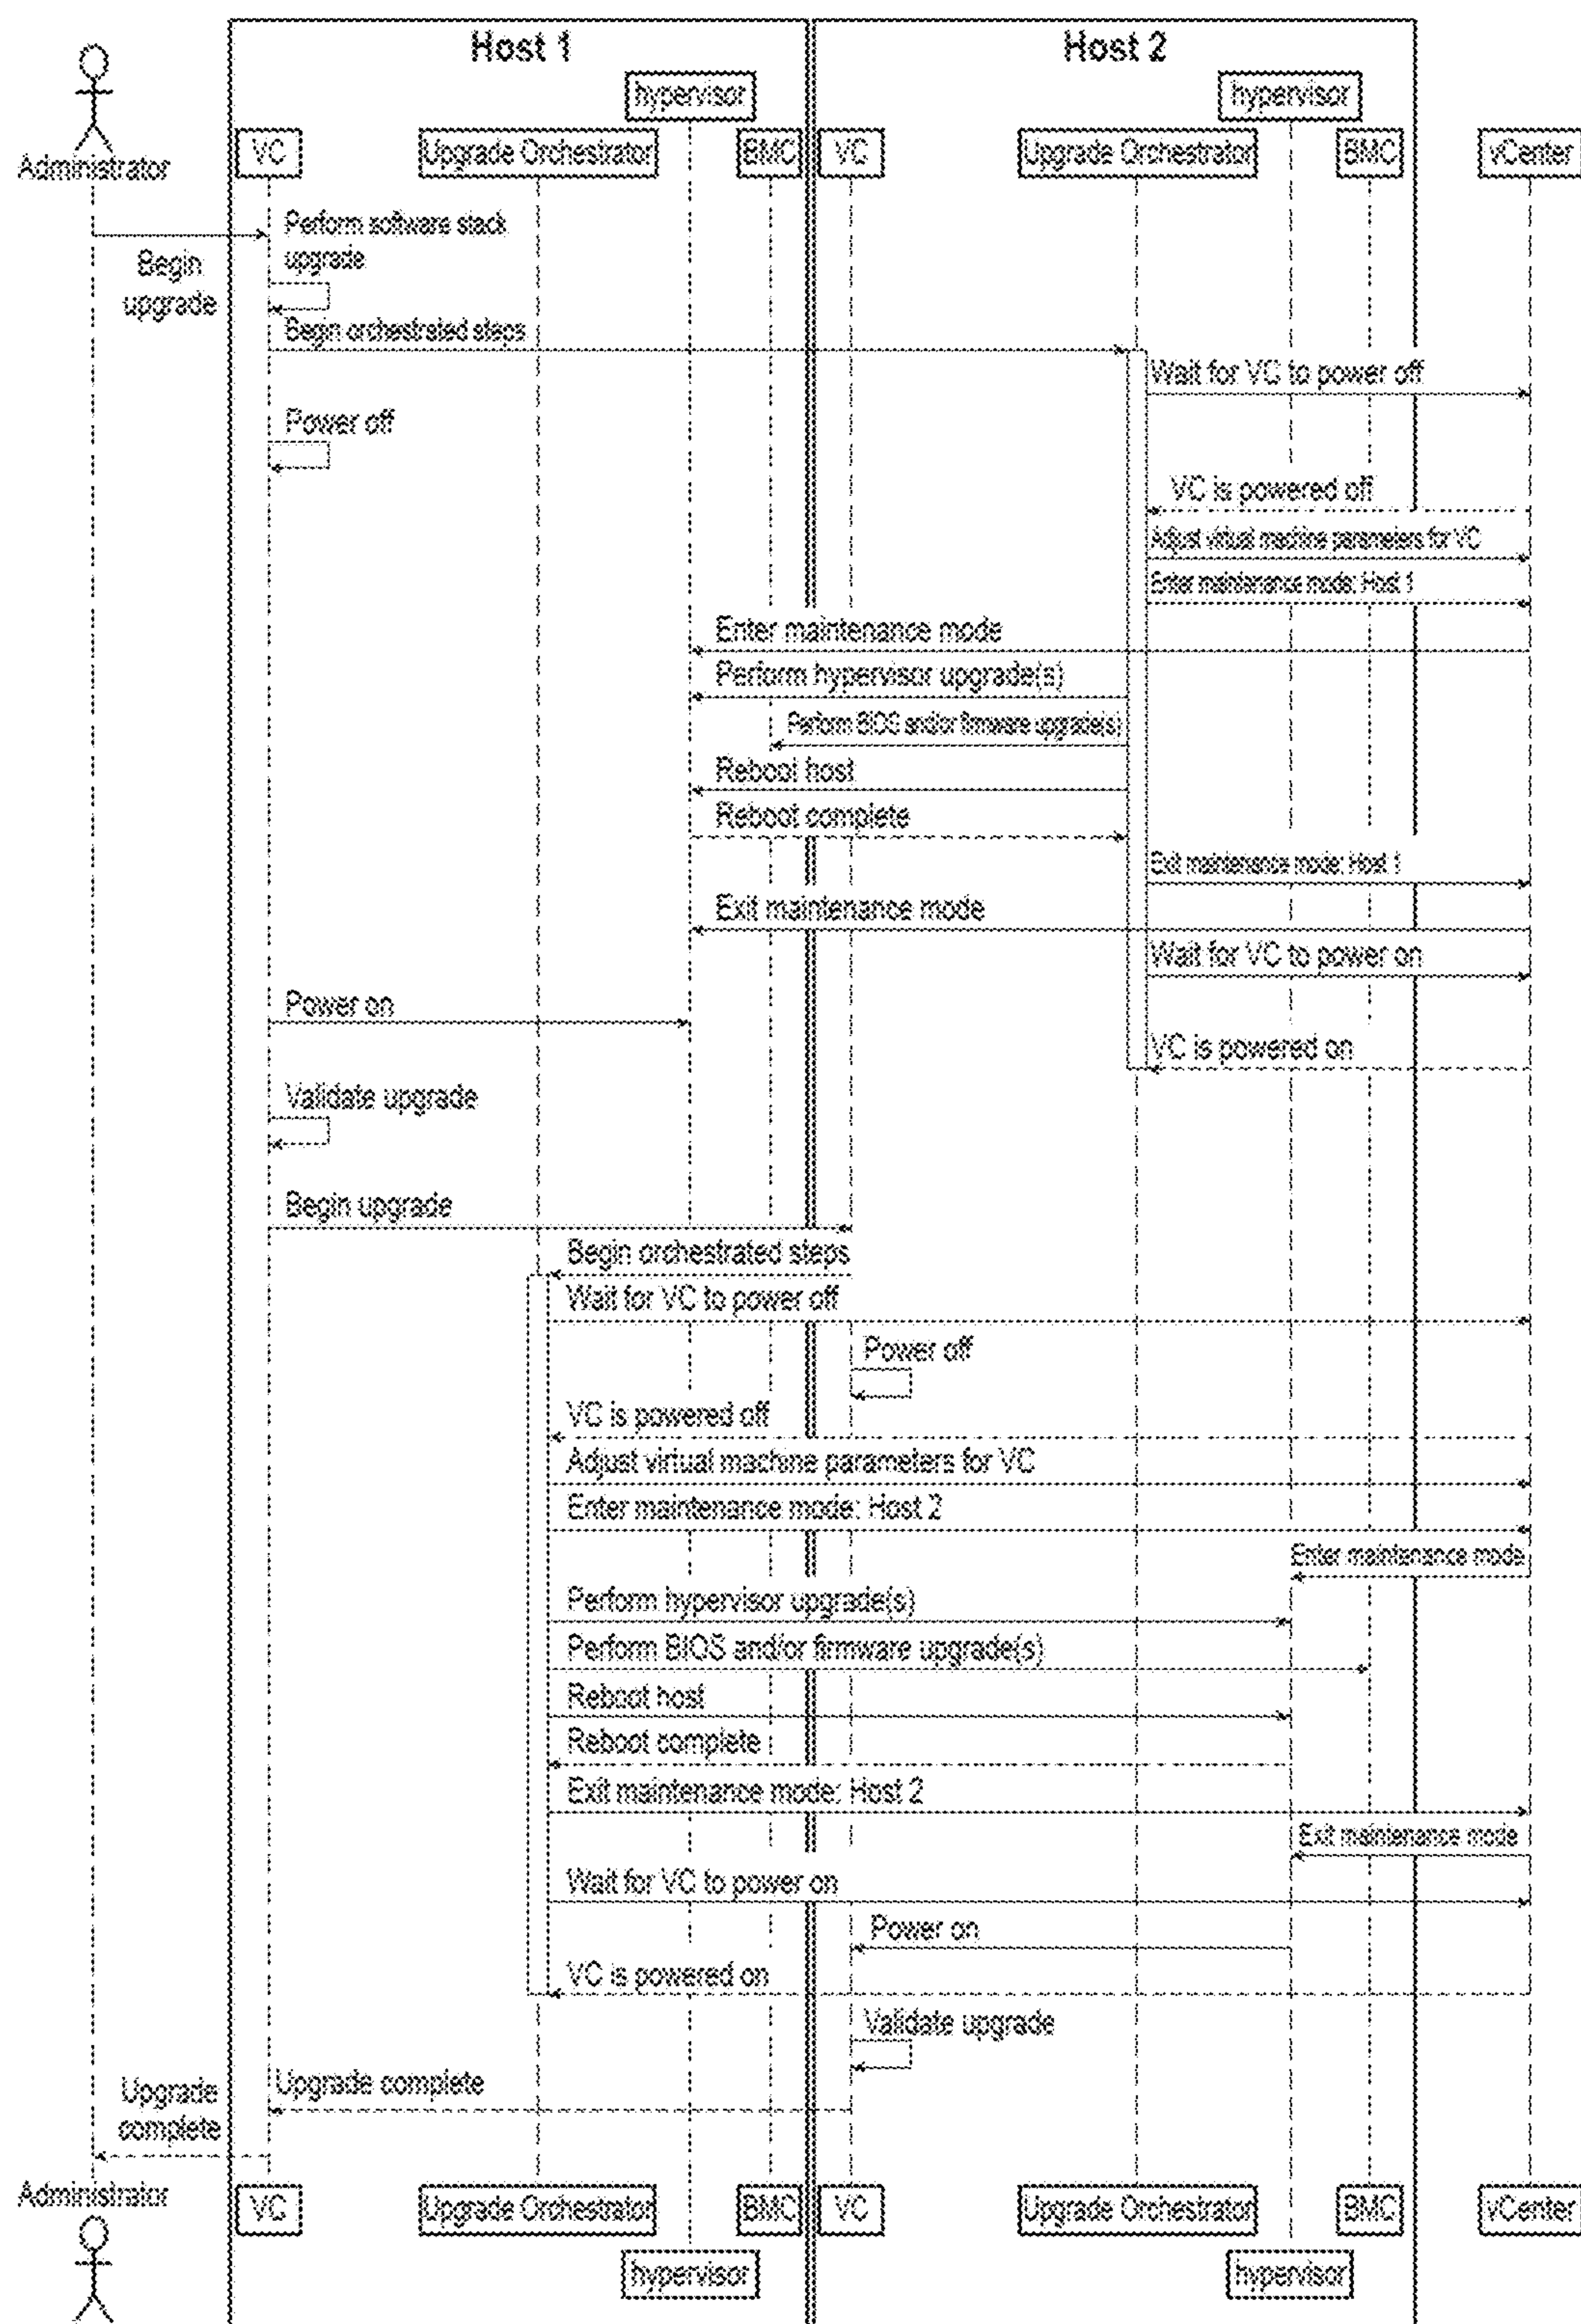 Host 1
Host 2
hypervisor
hypervisor
Administrator
VC
Upgrade Orchestrator
BMC
VC
Upgrade Orchestrator
BMC
vCenter
Perform software stack
upgrade
Begin
upgrade
Begin orchestrated steps
Wait for VC to power off
Power off
VC is powered off
Adjust virtual machine parameters for VC
Enter maintenance mode: Host 1
Enter maintenance mode
Perform hypervisor upgrade(s)
Perform BIOS and/or firmware upgrade(s)
Reboot host
Reboot complete
Exit maintenance mode: Host 1
Exit maintenance mode
Wait for VC to power on
Power on
VC is powered on
Validate upgrade
Begin upgrade
Begin orchestrated steps
Wait for VC to power off
Power off
VC is powered off
Adjust virtual machine parameters for VC
Enter maintenance mode: Host 2
Enter maintenance mode
Perform hypervisor upgrade(s)
Perform BIOS and/or firmware upgrade(s)
Reboot host
Reboot complete
Exit maintenance mode: Host 2
Exit maintenance mode
Wait for VC to power on
Power on
VC is powered on
Validate upgrade
Upgrade complete
Upgrade
complete
Administrator
VC
Upgrade Orchestrator
BMC
VC
Upgrade Orchestrator
BMC
vCenter
hypervisor
hypervisor